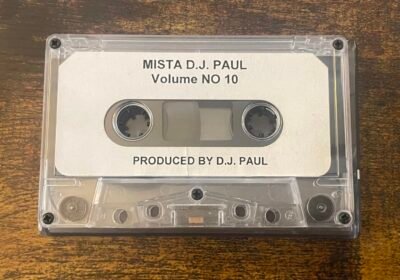 MISTA D.J. PAUL
Volume NO 10
PRODUCED BY D.J. PAUL